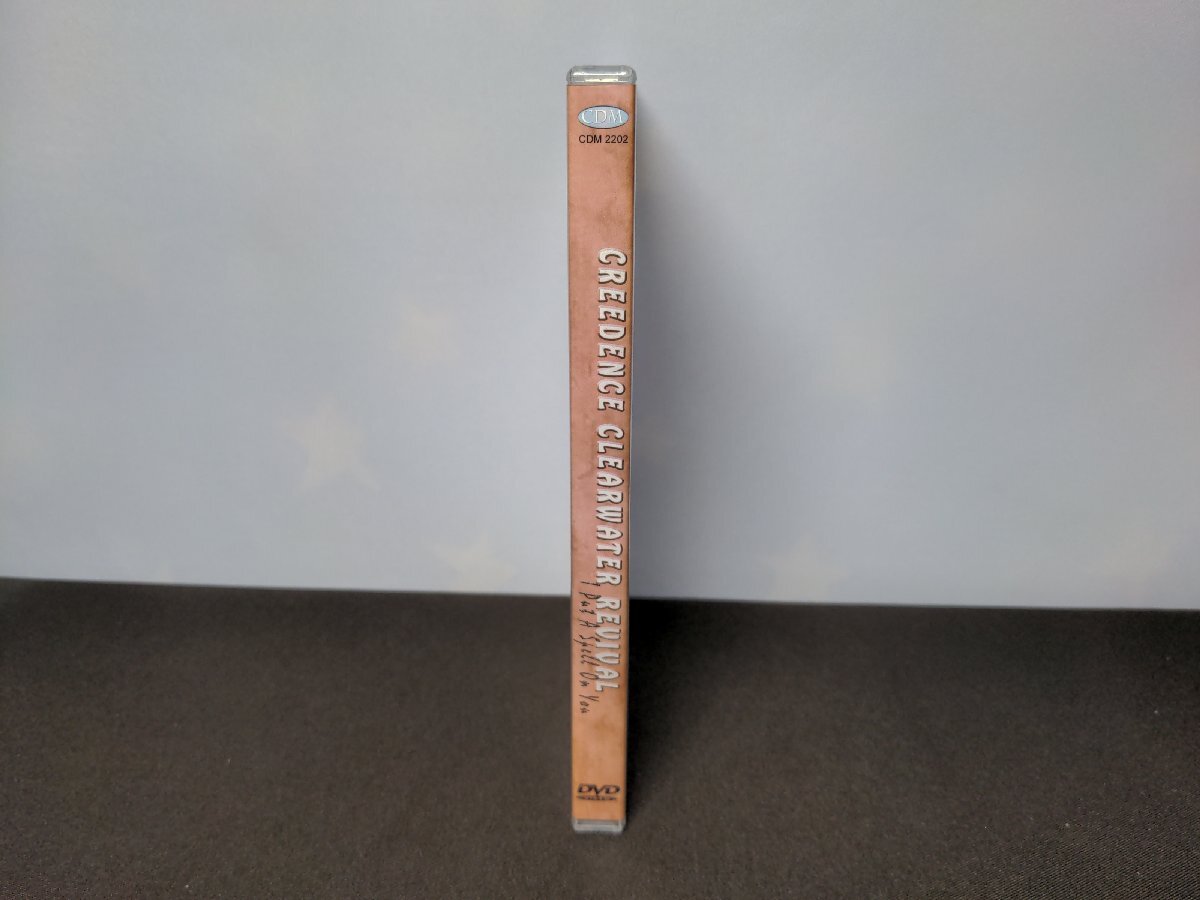 CDM
CDM 2202
CREEDENCE CLEARWATER REVIVAL
I Put A Spell On You
DVD